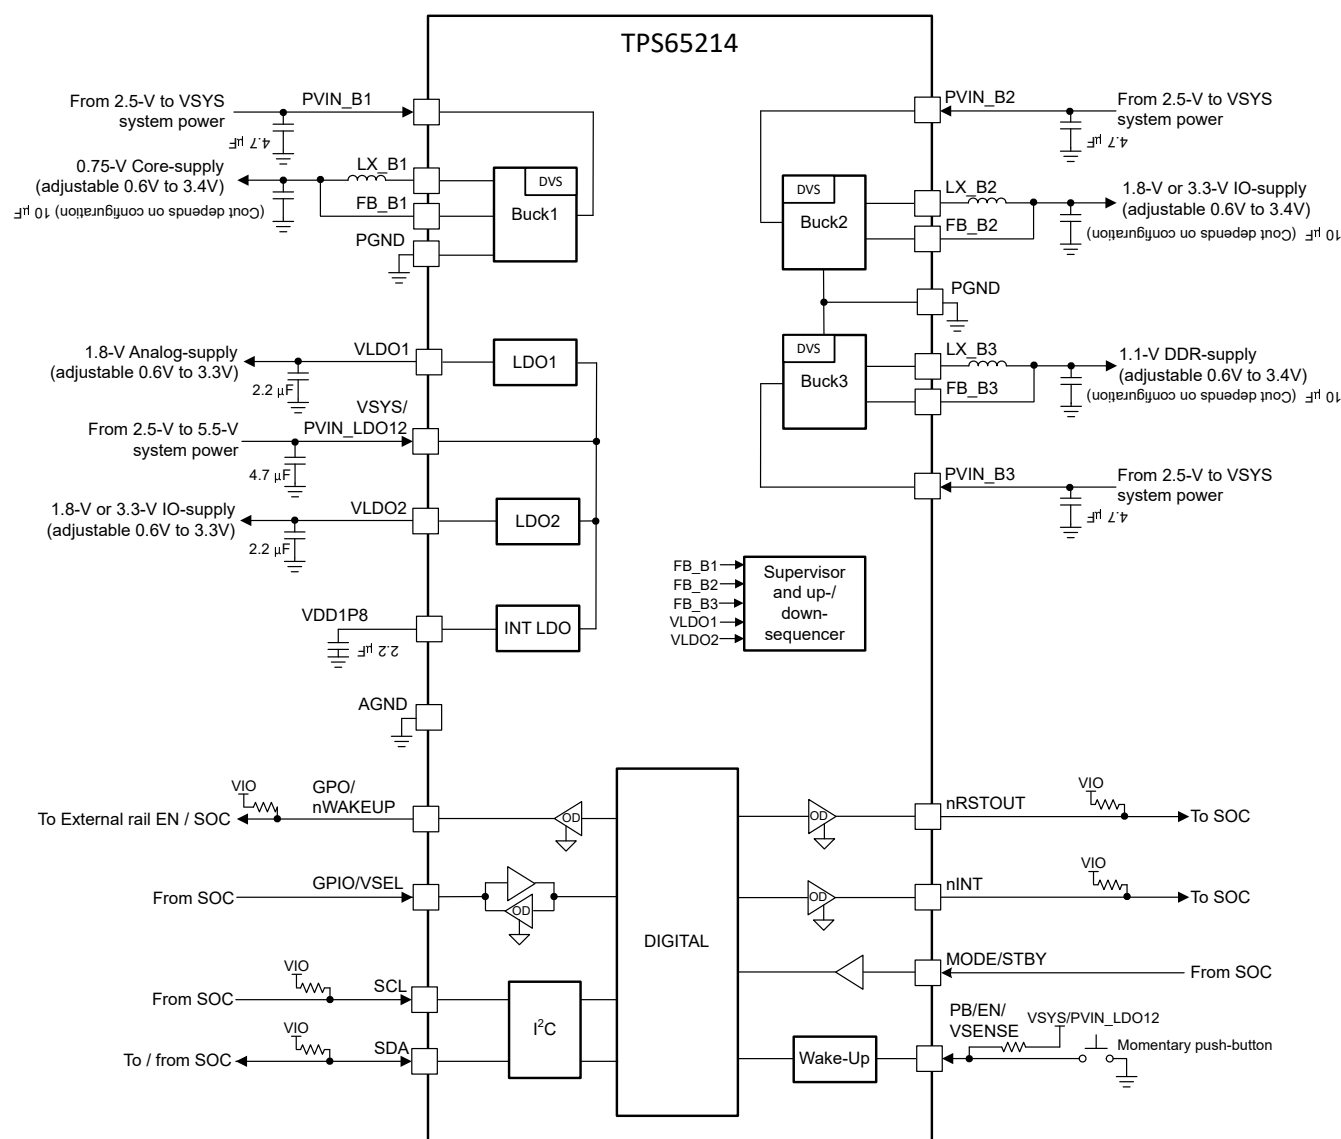 TPS65214
From 2.5-V to VSYS
system power
PVIN_B1
4.7 µF
0.75-V Core-supply
(adjustable 0.6V to 3.4V)
10 µF (Cout depends on configuration)
LX_B1
FB_B1
PGND
DVS
Buck1
1.8-V Analog-supply
(adjustable 0.6V to 3.3V)
VLDO1
2.2 µF
LDO1
From 2.5-V to 5.5-V
system power
VSYS/
PVIN_LDO12
4.7 µF
1.8-V or 3.3-V IO-supply
(adjustable 0.6V to 3.3V)
VLDO2
2.2 µF
LDO2
VDD1P8
2.2 µF
INT LDO
AGND
PVIN_B2
From 2.5-V to VSYS
system power
4.7 µF
DVS
Buck2
LX_B2
FB_B2
1.8-V or 3.3-V IO-supply
(adjustable 0.6V to 3.4V)
10 µF (Cout depends on configuration)
PGND
DVS
Buck3
LX_B3
FB_B3
1.1-V DDR-supply
(adjustable 0.6V to 3.4V)
10 µF (Cout depends on configuration)
PVIN_B3
From 2.5-V to VSYS
system power
4.7 µF
FB_B1
FB_B2
FB_B3
VLDO1
VLDO2
Supervisor
and up-/
down-
sequencer
VIO
GPO/
nWAKEUP
To External rail EN / SOC
OD
From SOC
GPIO/VSEL
OD
VIO
From SOC
SCL
VIO
To / from SOC
SDA
I²C
DIGITAL
OD
nRSTOUT
VIO
To SOC
OD
nINT
VIO
To SOC
MODE/STBY
From SOC
Wake-Up
PB/EN/
VSENSE
VSYS/PVIN_LDO12
Momentary push-button